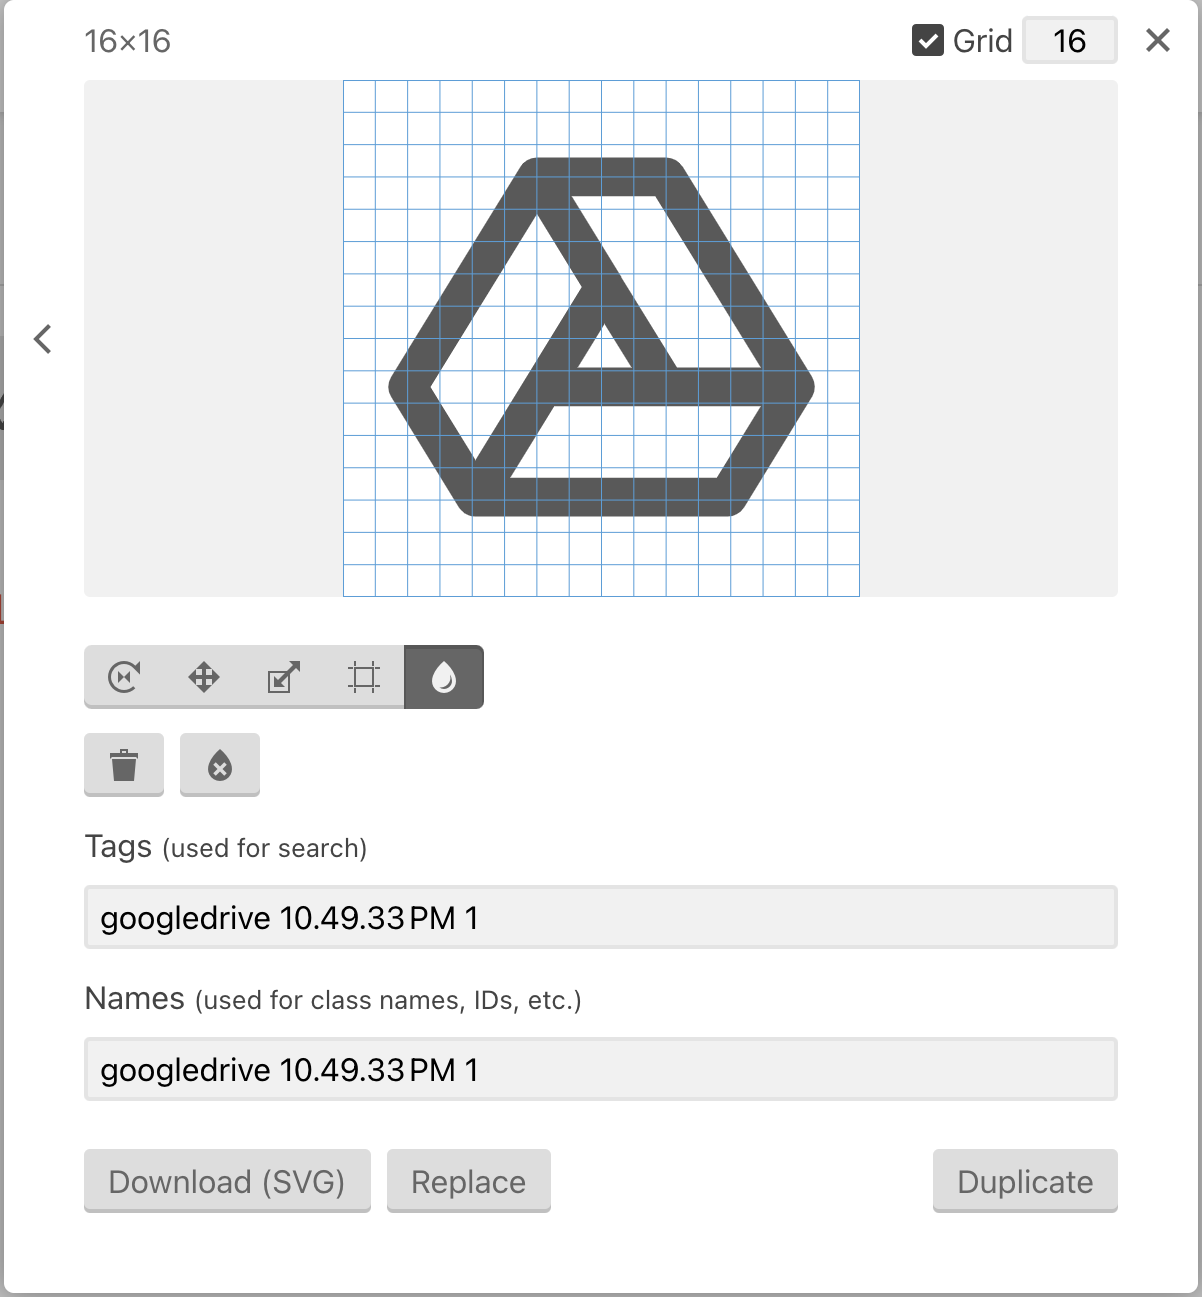 16×16
Grid 16
Tags (used for search)
googledrive 10.49.33 PM 1
Names (used for class names, IDs, etc.)
googledrive 10.49.33 PM 1
Download (SVG) Replace Duplicate